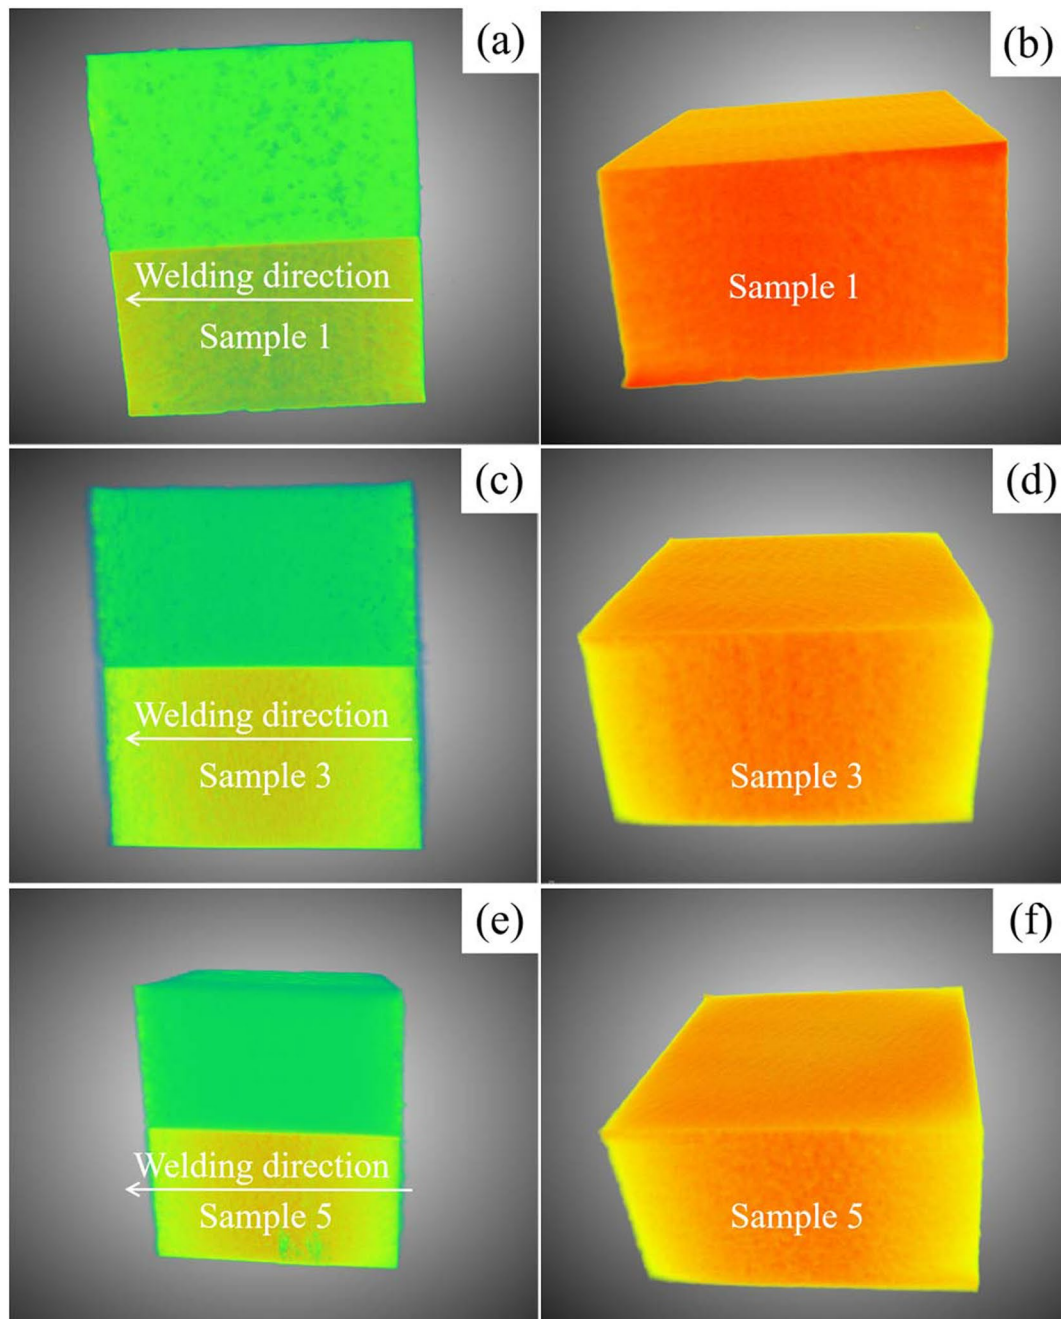 (a)
Welding direction
Sample 1
(b)
Sample 1
(c)
Welding direction
Sample 3
(d)
Sample 3
(e)
Welding direction
Sample 5
(f)
Sample 5